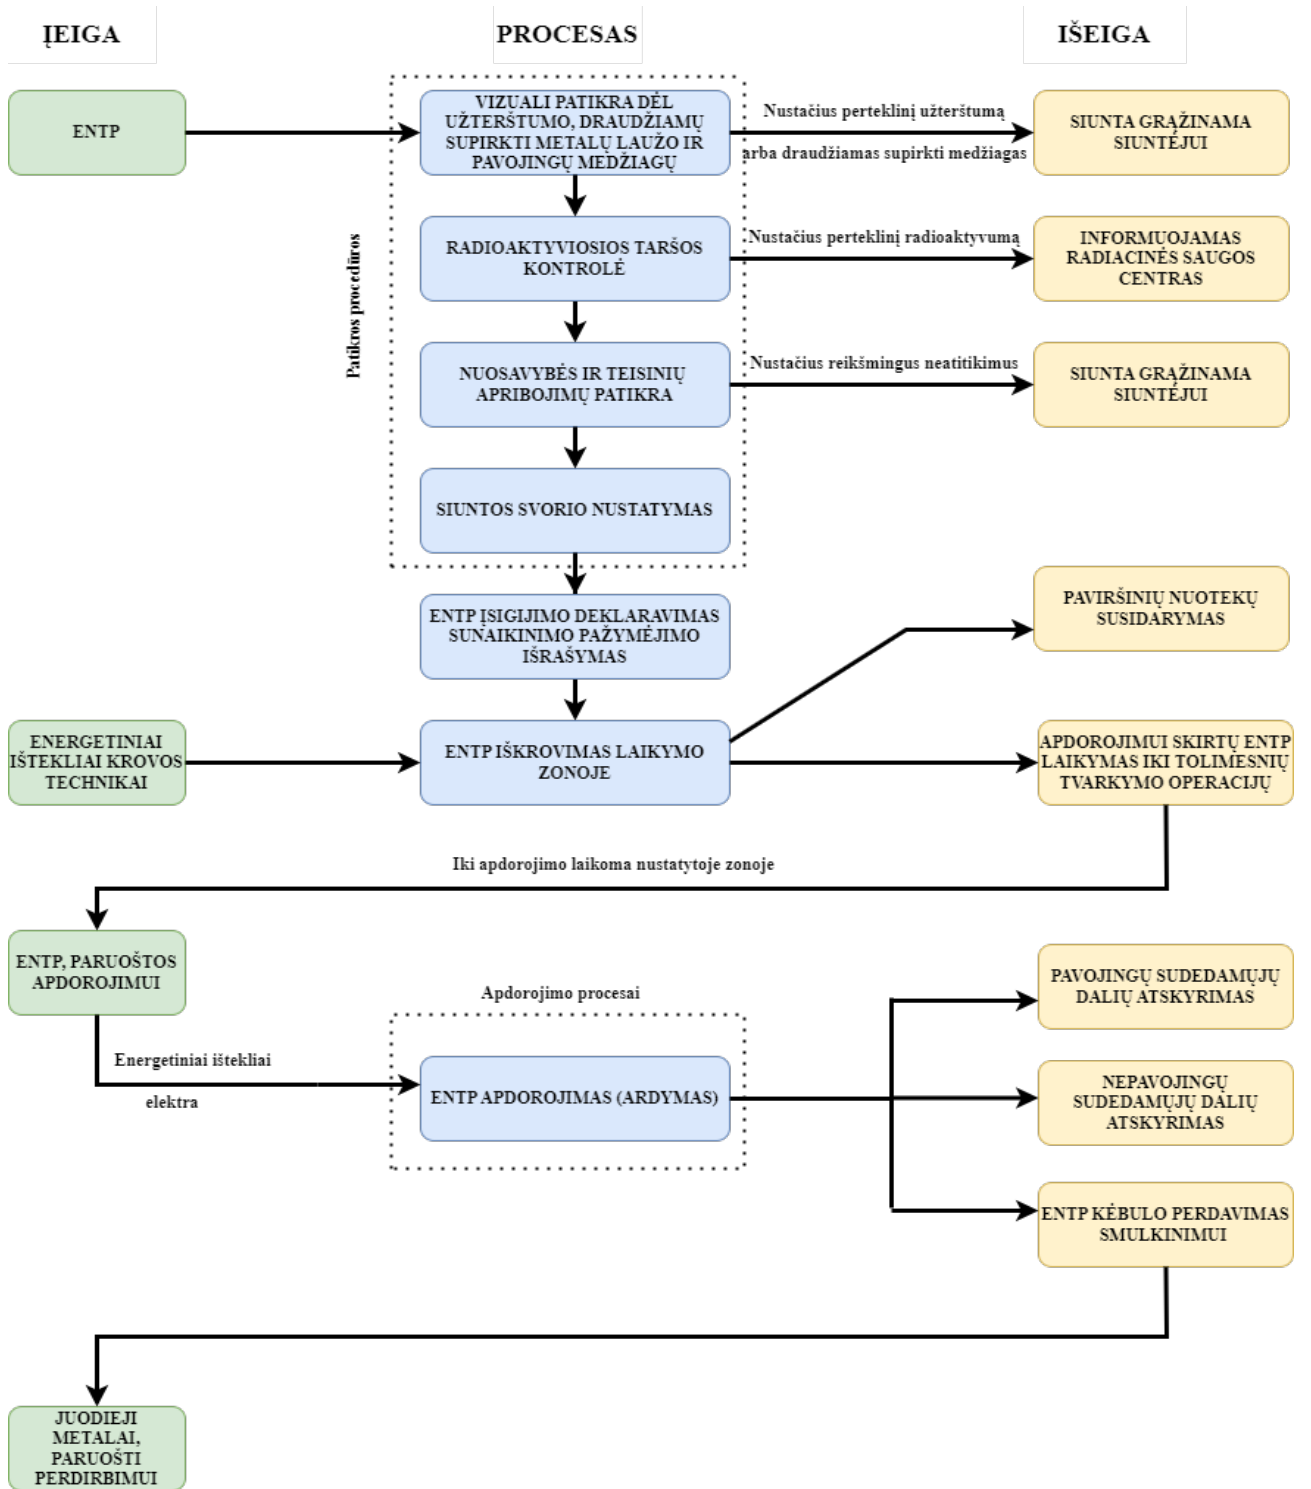 ĮEIGA
PROCESAS
IŠEIGA
ENTP
VIZUALI PATIKRA DĖL
UŽTERŠTUMO, DRAUDŽIAMŲ
SUPIRKTI METALŲ LAUŽO IR
PAVOJINGŲ MEDŽIAGŲ
Nustačius perteklinį užterštumą
arba draudžiamas supirkti medžiagas
SIUNTA GRĄŽINAMA
SIUNTĖJUI
Patikros procedūros
RADIOAKTYVIOSIOS TARŠOS
KONTROLĖ
Nustačius perteklinį radioaktyvumą
INFORMUOJAMAS
RADIACINĖS SAUGOS
CENTRAS
NUOSAVYBĖS IR TEISINIŲ
APRIBOJIMŲ PATIKRA
Nustačius reikšmingus neatitikimus
SIUNTA GRĄŽINAMA
SIUNTĖJUI
SIUNTOS SVORIO NUSTATYMAS
ENTP ĮSIGIJIMO DEKLARAVIMAS
SUNAIKINIMO PAŽYMĖJIMO
IŠRAŠYMAS
PAVIRŠINIŲ NUOTEKŲ
SUSIDARYMAS
ENERGETINIAI
IŠTEKLIAI KROVOS
TECHNIKAI
ENTP IŠKROVIMAS LAIKYMO
ZONOJE
APDOROJIMUI SKIRTŲ ENTP
LAIKYMAS IKI TOLIMESNIŲ
TVARKYMO OPERACIJŲ
Iki apdorojimo laikoma nustatytoje zonoje
ENTP, PARUOŠTOS
APDOROJIMUI
Apdorojimo procesai
PAVOJINGŲ SUDEDAMŲJŲ
DALIŲ ATSKYRIMAS
Energetiniai ištekliai
elektra
ENTP APDOROJIMAS (ARDYMAS)
NEPAVOJINGŲ
SUDEDAMŲJŲ DALIŲ
ATSKYRIMAS
ENTP KĖBULO PERDAVIMAS
SMULKINIMUI
JUODIEJI
METALAI,
PARUOŠTI
PERDIRBIMUI